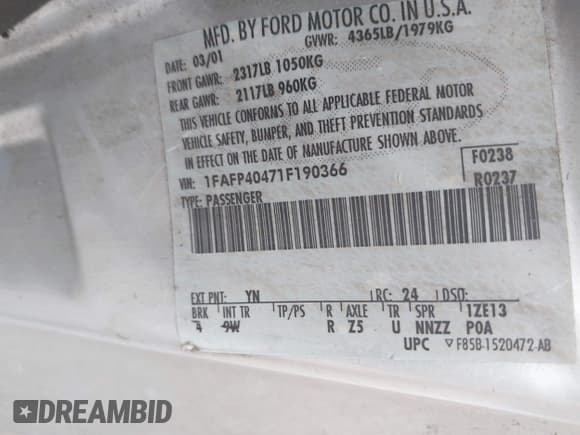 MFD. BY FORD MOTOR CO. IN U.S.A.
DATE: 03/01 GVWR: 4365LB/1979KG
FRONT GAWR: 2317LB 1050KG
REAR GAWR: 2117LB 960KG
THIS VEHICLE CONFORMS TO ALL APPLICABLE FEDERAL MOTOR
VEHICLE SAFETY, BUMPER, AND THEFT PREVENTION STANDARDS
IN EFFECT ON THE DATE OF MANUFACTURE SHOWN ABOVE.
VIN: 1FAFP40471F190366 F0238
TYPE: PASSENGER R0237
EXT PNT: YN RC: 24 DSO:
BRK INT TR TP/PS R AXLE TR SPR 1ZE13
4 9W R Z5 U NNZZ POA
UPC ▽F85B-1520472-AB
DREAMBID